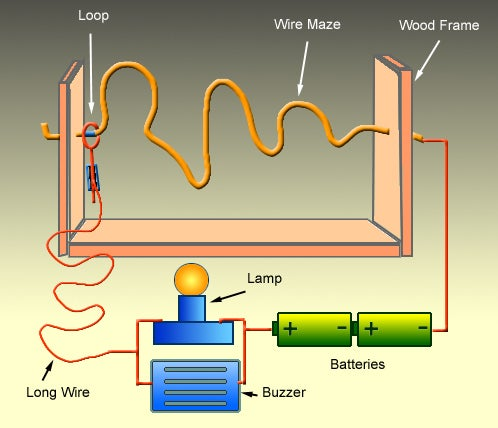 Loop
Wire Maze
Wood Frame
Lamp
+ - + -
Batteries
Long Wire
Buzzer